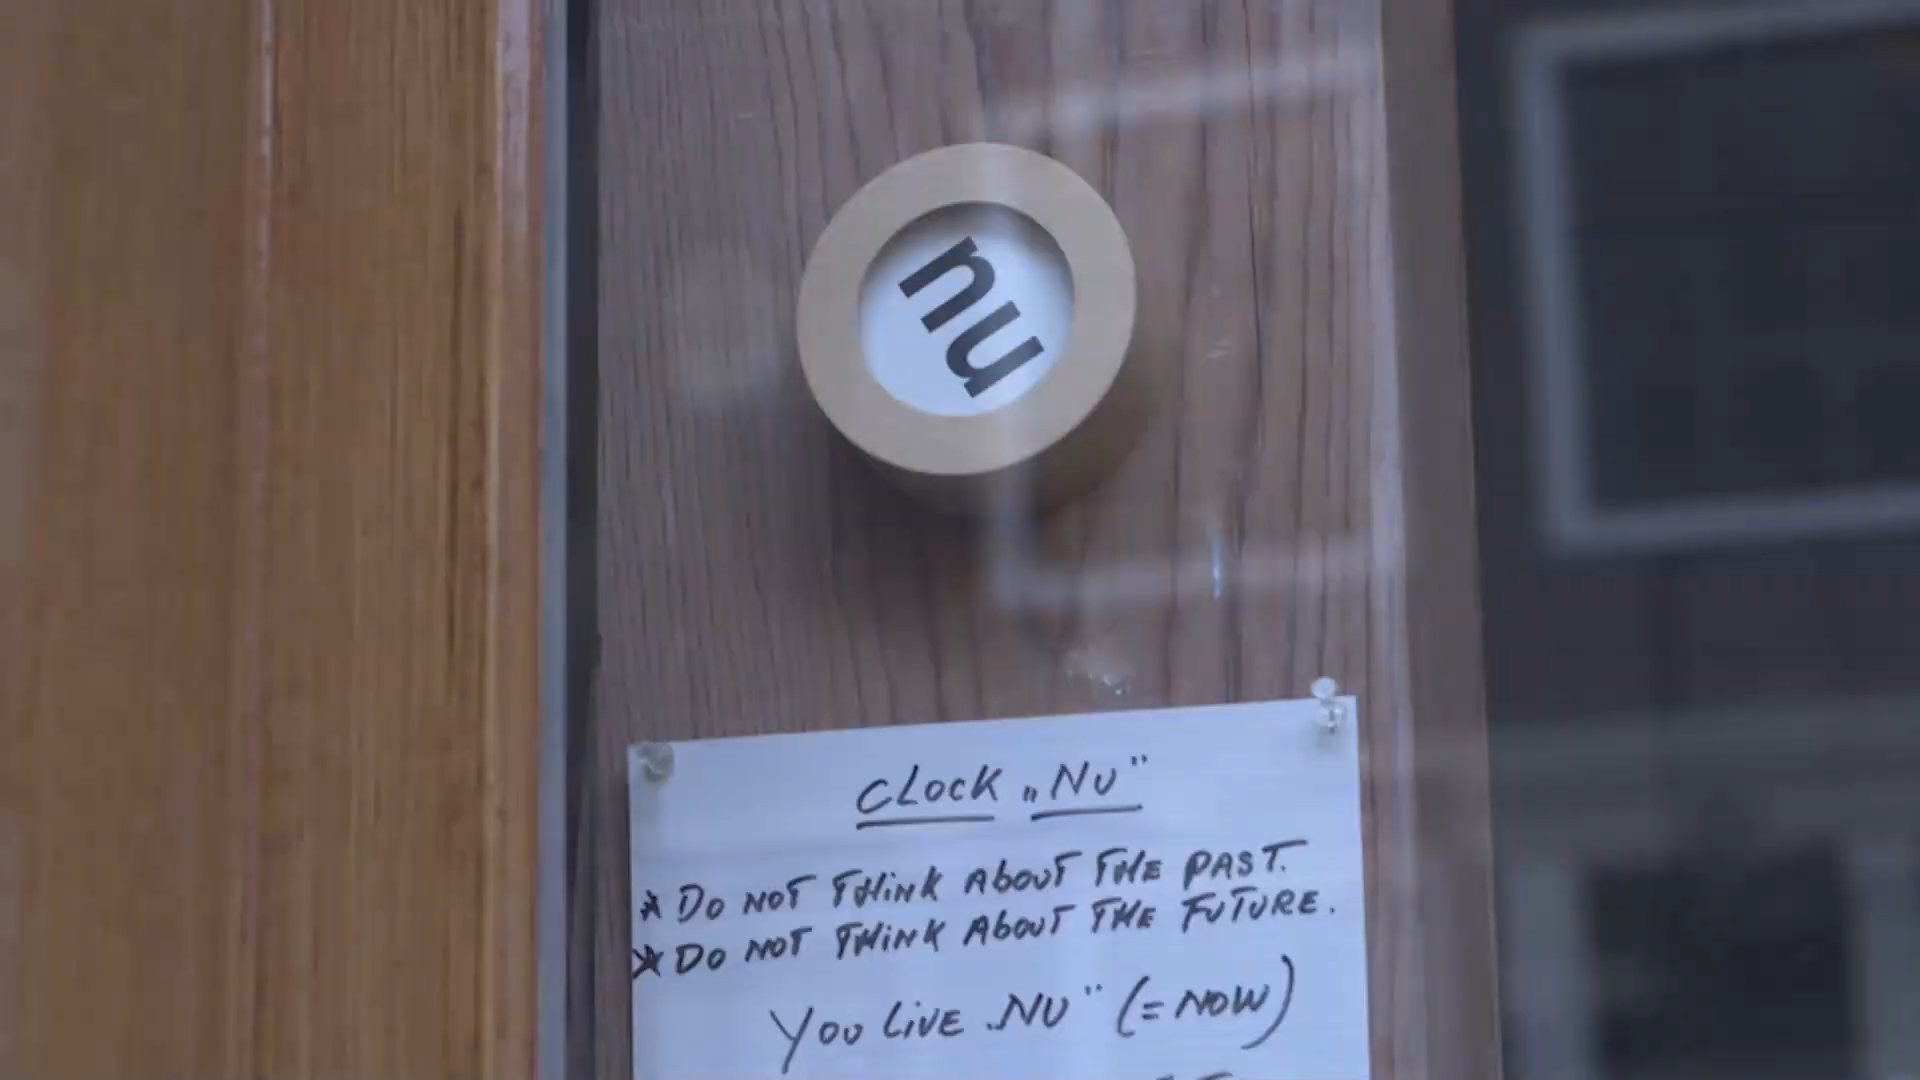 nu
CLOCK „NU"
* DO NOT THINK ABOUT THE PAST.
* DO NOT THINK ABOUT THE FUTURE.
YOU LIVE „NU" (= NOW)